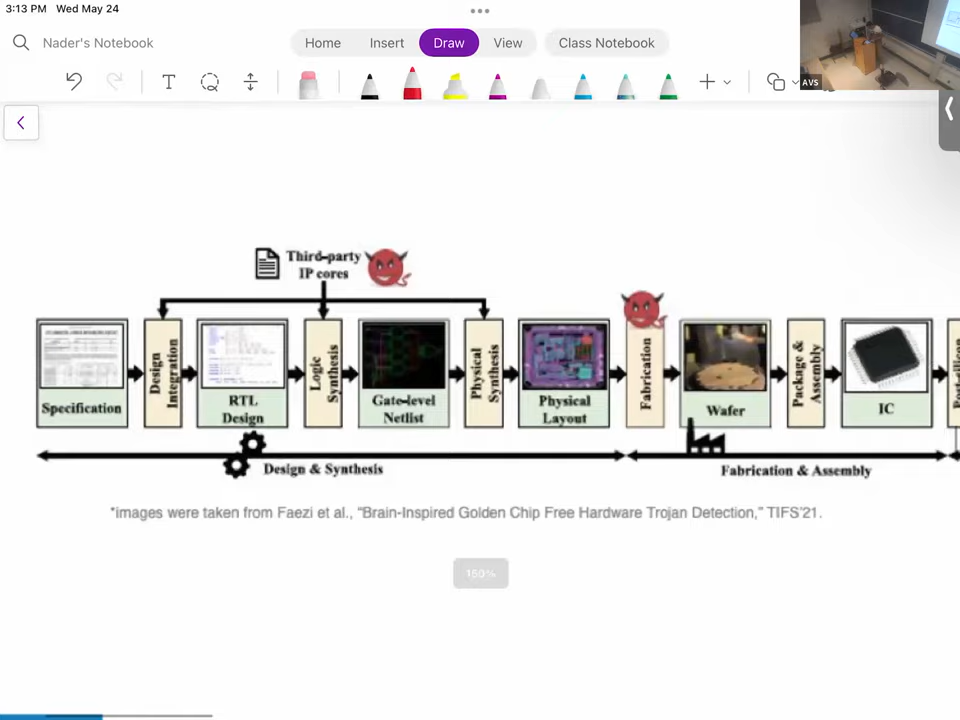 3:13 PM Wed May 24
Nader's Notebook
Home
Insert
Draw
View
Class Notebook
T
AVS
Third-party
IP cores
Specification
Design
Integration
RTL
Design
Logic
Synthesis
Gate-level
Netlist
Physical
Synthesis
Physical
Layout
Fabrication
Wafer
Package &
Assembly
IC
Design & Synthesis
Fabrication & Assembly
*images were taken from Faezi et al., “Brain-Inspired Golden Chip Free Hardware Trojan Detection,” TIFS'21.
150%